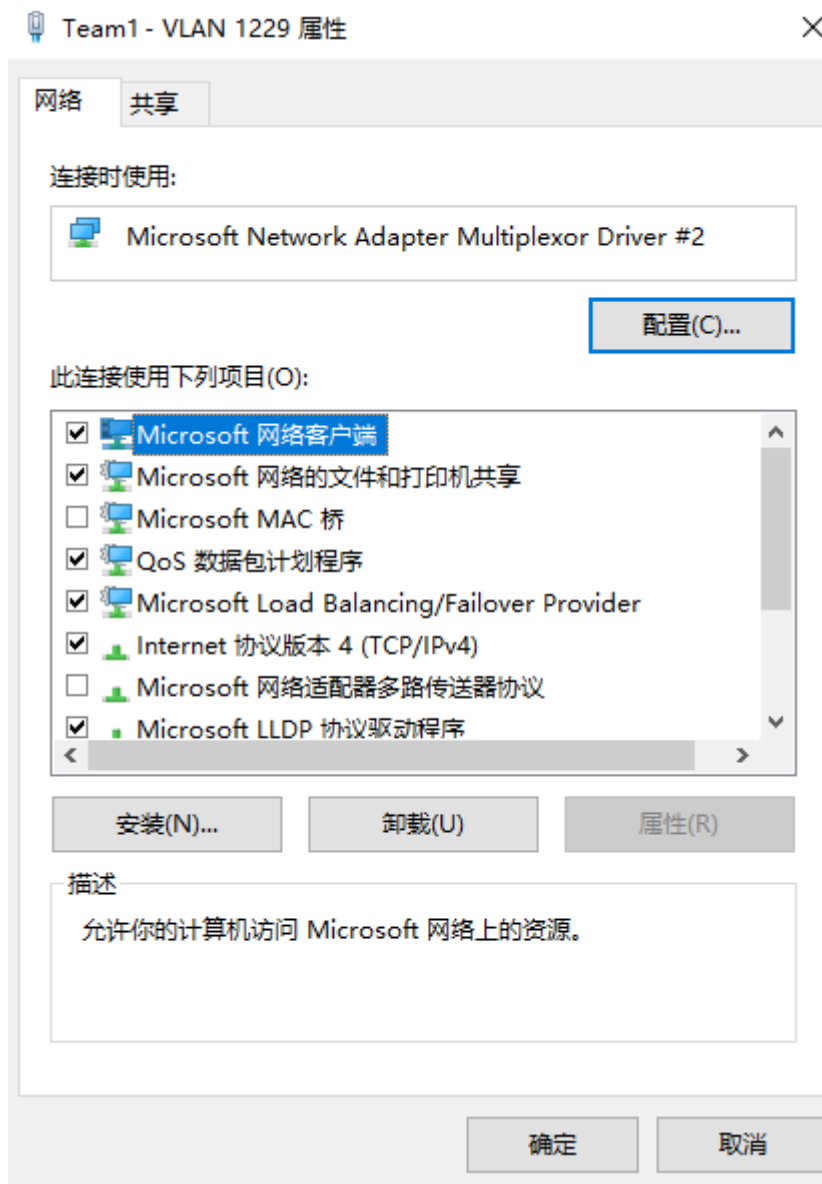 Team1 - VLAN 1229 属性
网络 共享
连接时使用:
Microsoft Network Adapter Multiplexor Driver #2
配置(C)...
此连接使用下列项目(O):
Microsoft 网络客户端
Microsoft 网络的文件和打印机共享
Microsoft MAC 桥
QoS 数据包计划程序
Microsoft Load Balancing/Failover Provider
Internet 协议版本 4 (TCP/IPv4)
Microsoft 网络适配器多路传送器协议
Microsoft LLDP 协议驱动程序
安装(N)... 卸载(U) 属性(R)
描述
允许你的计算机访问 Microsoft 网络上的资源。
确定 取消